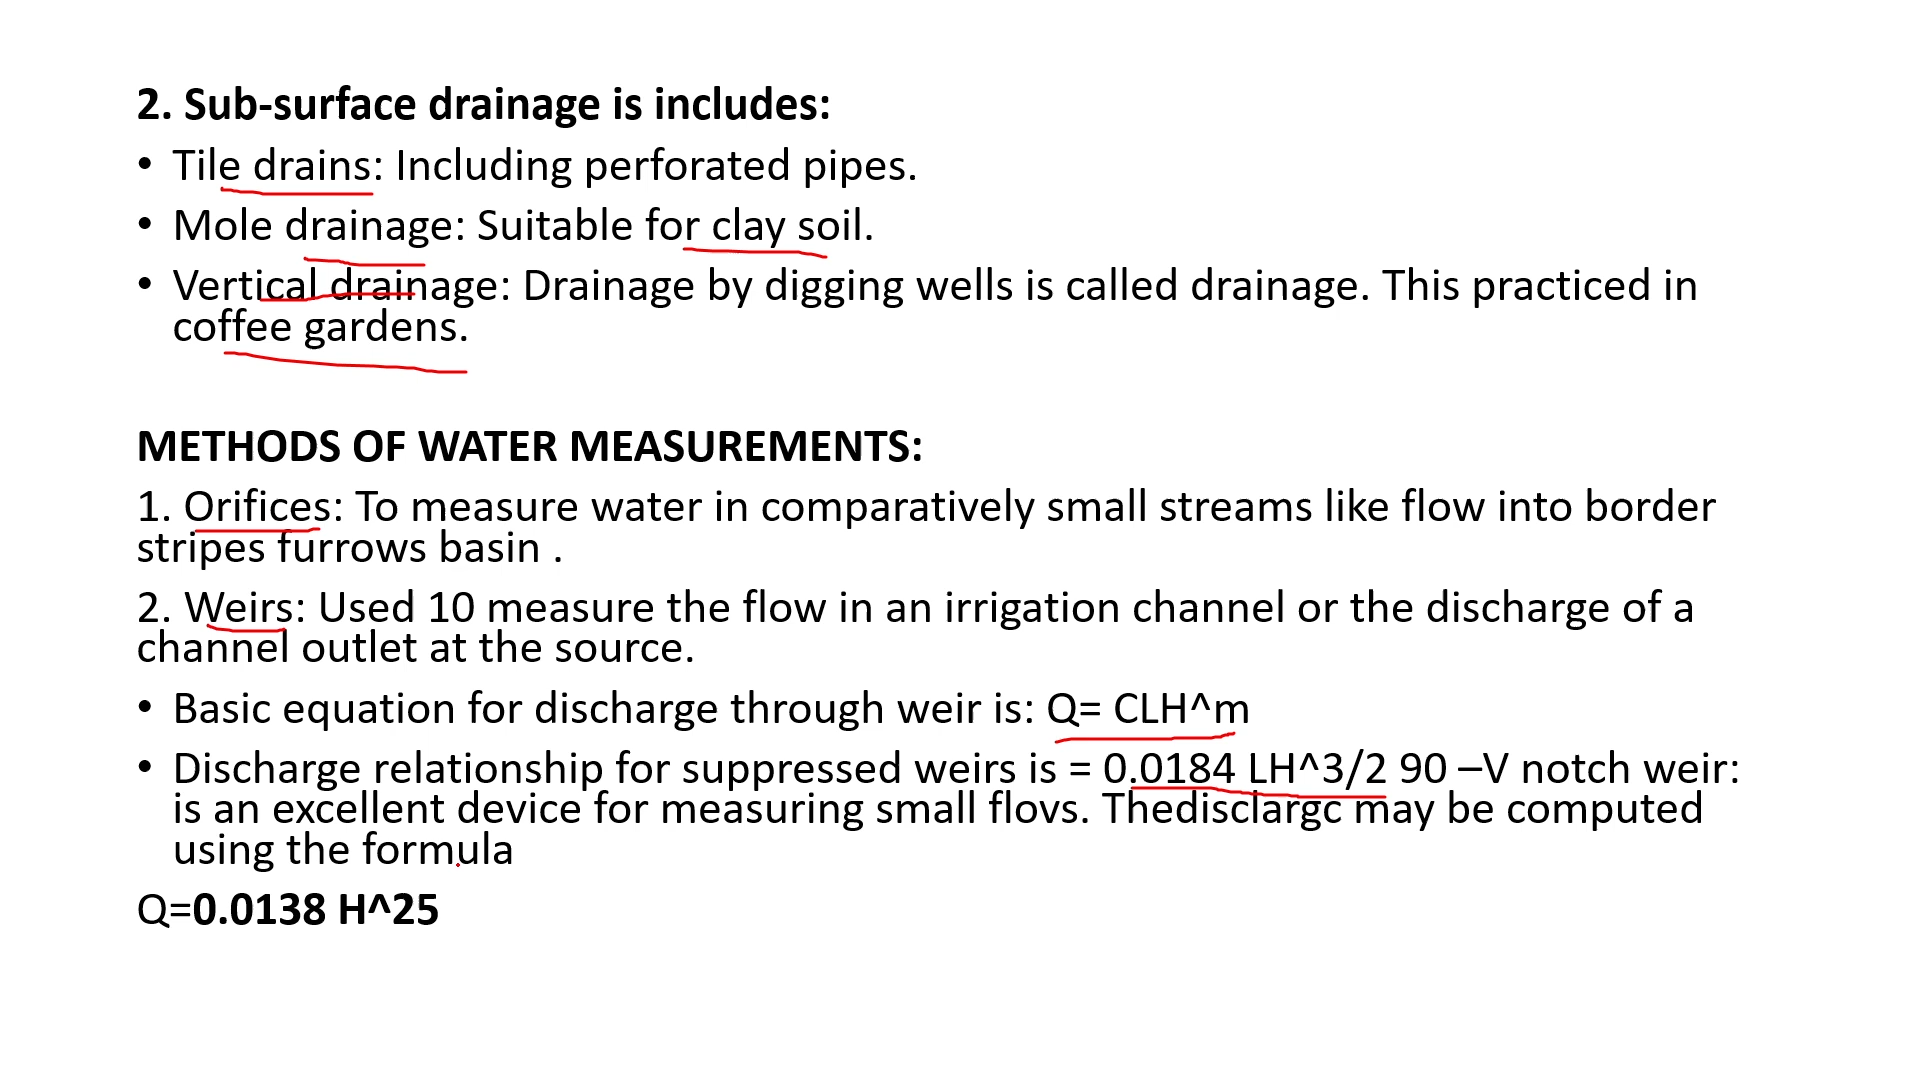 2. Sub-surface drainage is includes:
• Tile drains: Including perforated pipes.
• Mole drainage: Suitable for clay soil.
• Vertical drainage: Drainage by digging wells is called drainage. This practiced in
coffee gardens.
METHODS OF WATER MEASUREMENTS:
1. Orifices: To measure water in comparatively small streams like flow into border
stripes furrows basin .
2. Weirs: Used 10 measure the flow in an irrigation channel or the discharge of a
channel outlet at the source.
• Basic equation for discharge through weir is: Q= CLH^m
• Discharge relationship for suppressed weirs is = 0.0184 LH^3/2 90 –V notch weir:
is an excellent device for measuring small flovs. Thedisclargc may be computed
using the formula
Q=0.0138 H^25